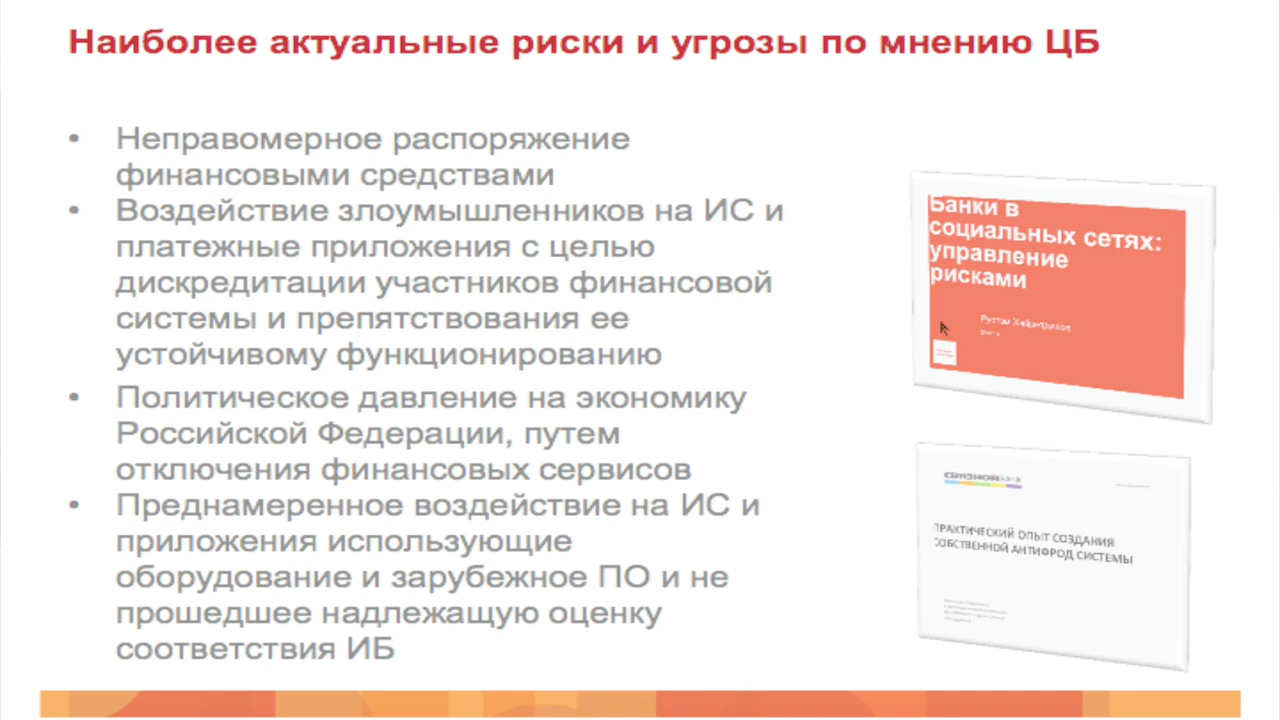 Наиболее актуальные риски и угрозы по мнению ЦБ
• Неправомерное распоряжение
финансовыми средствами
• Воздействие злоумышленников на ИС и
платежные приложения с целью
дискредитации участников финансовой
системы и препятствования ее
устойчивому функционированию
• Политическое давление на экономику
Российской Федерации, путем
отключения финансовых сервисов
• Преднамеренное воздействие на ИС и
приложения использующие
оборудование и зарубежное ПО и не
прошедшее надлежащую оценку
соответствия ИБ
Банки в
социальных сетях:
управление
рисками
СВЯЗНОЙ БАНК
ПРАКТИЧЕСКИЙ ОПЫТ СОЗДАНИЯ
СОБСТВЕННОЙ АНТИФРОД СИСТЕМЫ